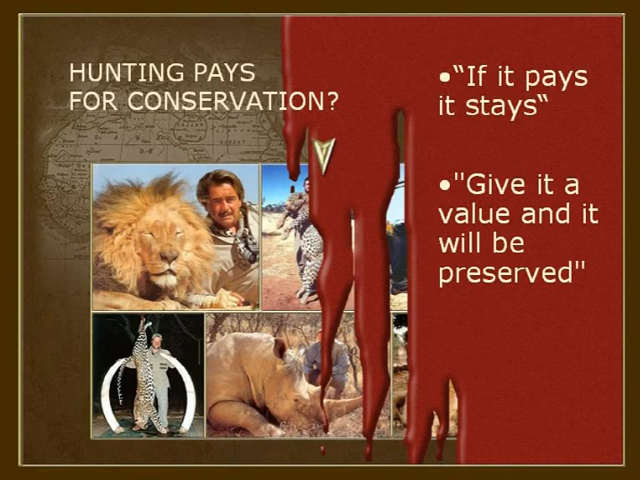 HUNTING PAYS
FOR CONSERVATION?
•“If it pays
it stays“
•"Give it a
value and it
will be
preserved"